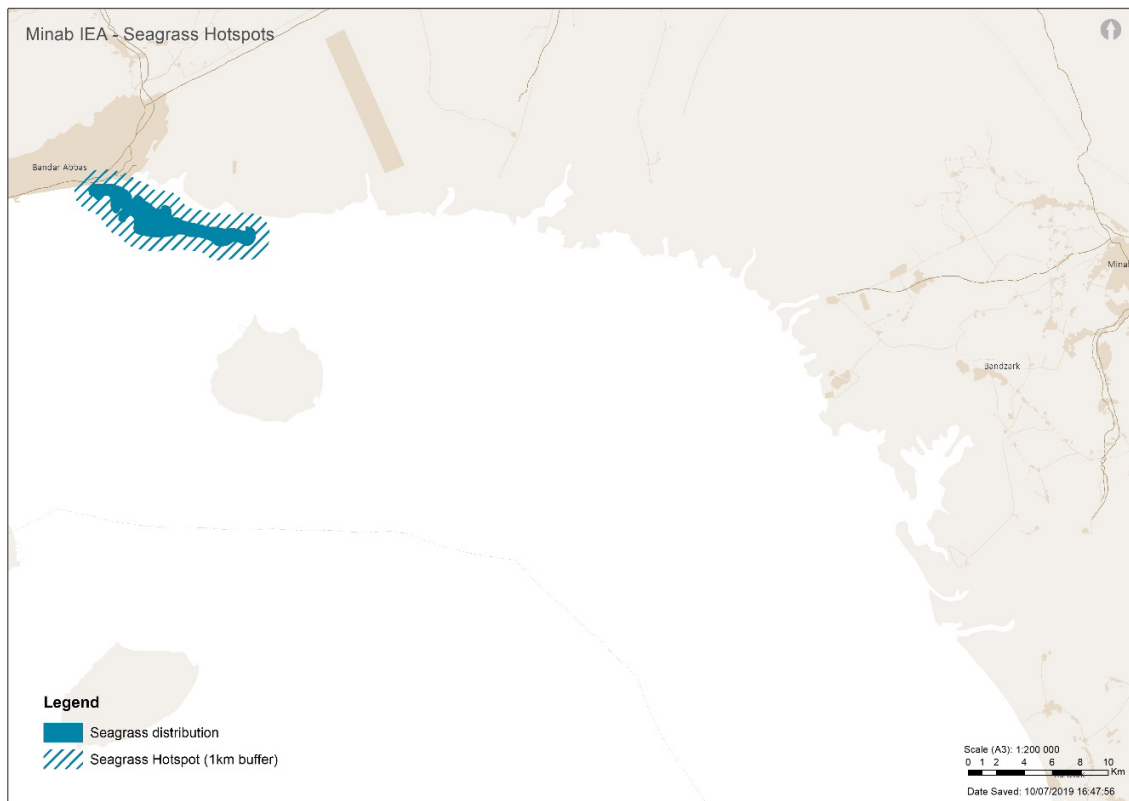 Minab IEA - Seagrass Hotspots
Bandar Abbas
Minab
Bandzark
Legend
Seagrass distribution
Seagrass Hotspot (1km buffer)
Scale (A3): 1:200 000
0 1 2 4 6 8 10
Km
Date Saved: 10/07/2019 16:47:56